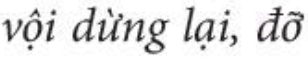 vội dừng lại, đỡ